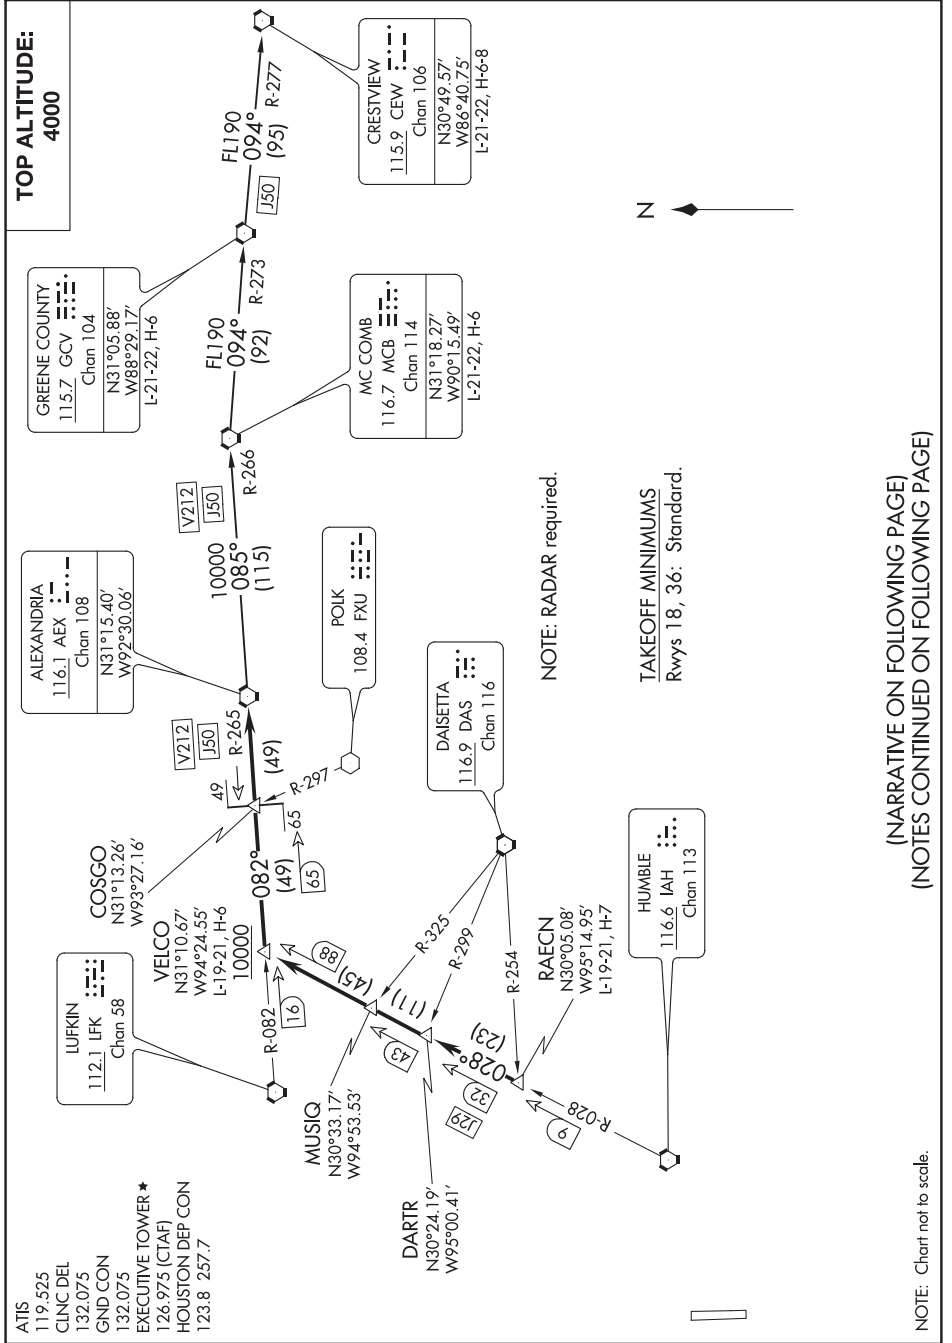 TOP ALTITUDE:
4000
ATIS
119.525
CLNC DEL
132.075
GND CON
132.075
EXECUTIVE TOWER ★
126.975 (CTAF)
HOUSTON DEP CON
123.8 257.7
LUFKIN
112.1 LFK
Chan 58
R-082
16
VELCO
N31°10.67′
W94°24.55′
L-19-21, H-6
10000
COSGO
N31°13.26′
W93°27.16′
082°
(49)
65
65
49
V212
J50
R-265
(49)
ALEXANDRIA
116.1 AEX
Chan 108
N31°15.40′
W92°30.06′
POLK
108.4 FXU
R-297
10000
085°
(115)
V212
J50
R-266
MC COMB
116.7 MCB
Chan 114
N31°18.27′
W90°15.49′
L-21-22, H-6
FL190
094°
(92)
R-273
GREENE COUNTY
115.7 GCV
Chan 104
N31°05.88′
W88°29.17′
L-21-22, H-6
J50
FL190
094°
(95)
R-277
CRESTVIEW
115.9 CEW
Chan 106
N30°49.57′
W86°40.75′
L-21-22, H-6-8
N
MUSIQ
N30°33.17′
W94°53.53′
88
(45)
43
(11)
DARTR
N30°24.19′
W95°00.41′
028°
(23)
32
J29
9
R-028
RAECN
N30°05.08′
W95°14.95′
L-19-21, H-7
R-325
R-299
R-254
DAISETTA
116.9 DAS
Chan 116
HUMBLE
116.6 IAH
Chan 113
NOTE: RADAR required.
TAKEOFF MINIMUMS
Rwys 18, 36: Standard.
(NARRATIVE ON FOLLOWING PAGE)
(NOTES CONTINUED ON FOLLOWING PAGE)
NOTE: Chart not to scale.